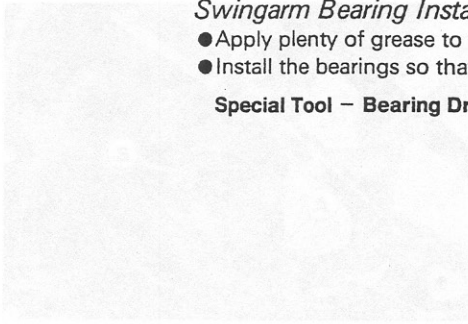 Swingarm Bearing Insta
●Apply plenty of grease to
●Install the bearings so tha
Special Tool — Bearing Dr